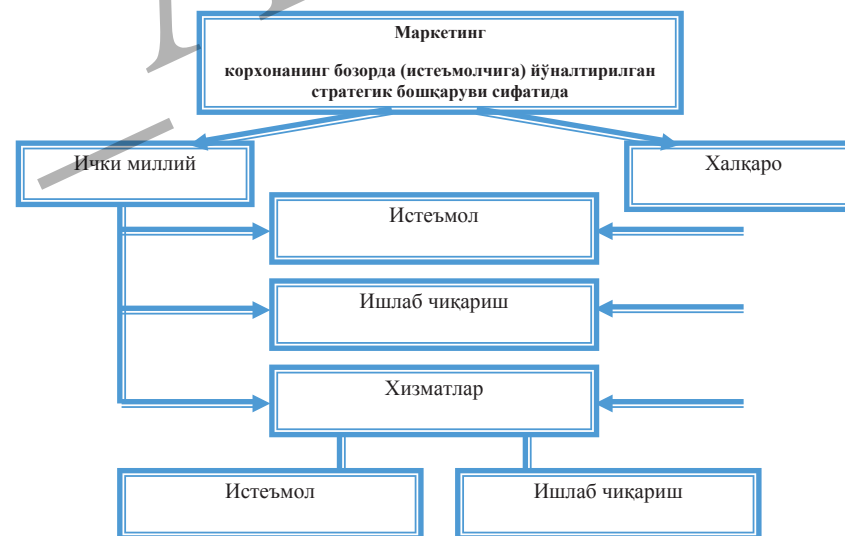 Маркетинг
корхонанинг бозорда (истеъмолчига) йўналтирилган
стратегик бошқаруви сифатида
Ички миллий
Халқаро
Истеъмол
Ишлаб чиқариш
Хизматлар
Истеъмол
Ишлаб чиқариш